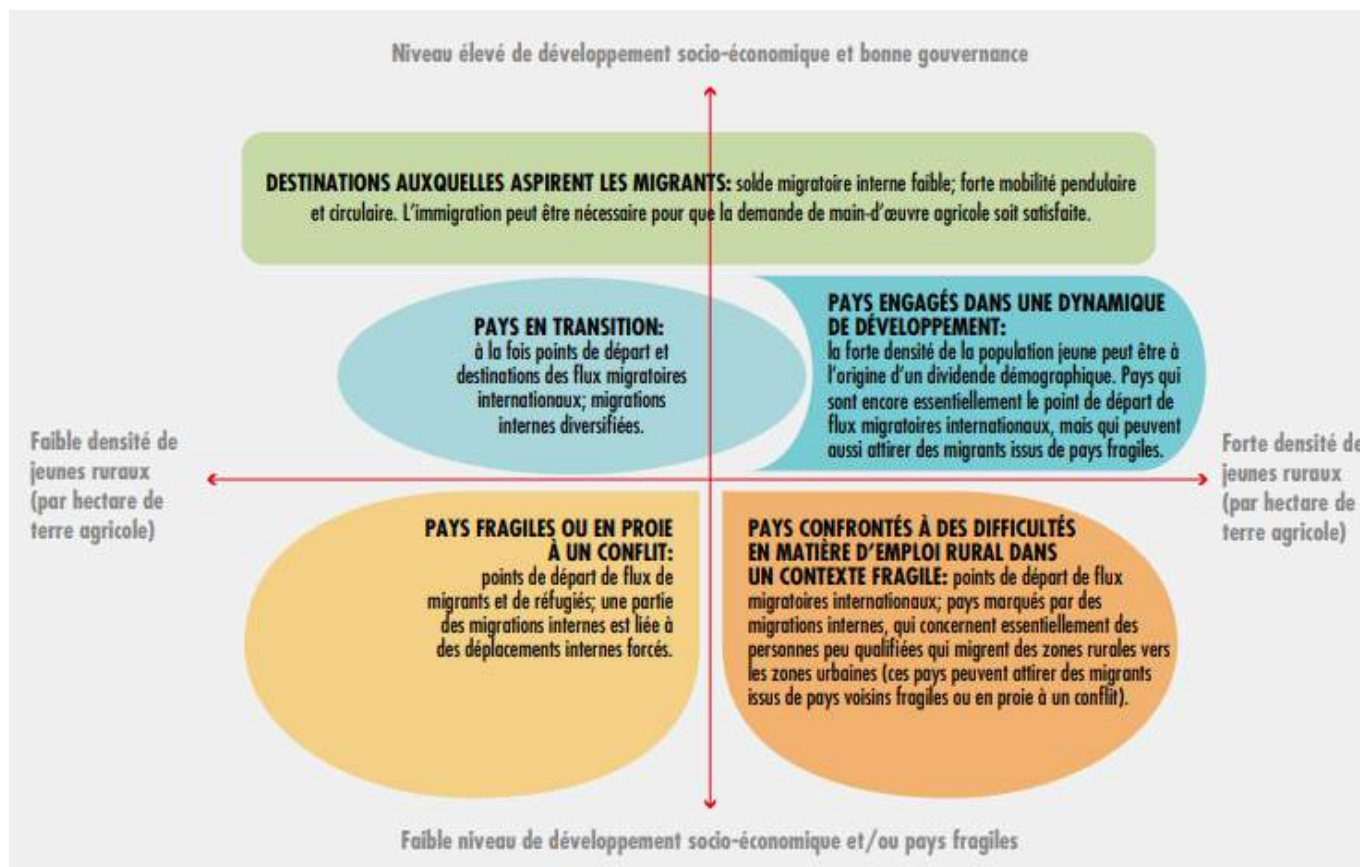 Niveau élevé de développement socio-économique et bonne gouvernance
DESTINATIONS AUXQUELLES ASPIRENT LES MIGRANTS: solde migratoire interne faible; forte mobilité pendulaire
et circulaire. L'immigration peut être nécessaire pour que la demande de main-d'œuvre agricole soit satisfaite.
PAYS EN TRANSITION:
à la fois points de départ et
destinations des flux migratoires
internationaux; migrations
internes diversifiées.
PAYS ENGAGÉS DANS UNE DYNAMIQUE
DE DÉVELOPPEMENT:
la forte densité de la population jeune peut être à
l'origine d'un dividende démographique. Pays qui
sont encore essentiellement le point de départ de
flux migratoires internationaux, mais qui peuvent
aussi attirer des migrants issus de pays fragiles.
Faible densité de
jeunes ruraux
(par hectare de
terre agricole)
Forte densité de
jeunes ruraux
(par hectare de
terre agricole)
PAYS FRAGILES OU EN PROIE
À UN CONFLIT:
points de départ de flux de
migrants et de réfugiés; une partie
des migrations internes est liée à
des déplacements internes forcés.
PAYS CONFRONTÉS À DES DIFFICULTÉS
EN MATIÈRE D'EMPLOI RURAL DANS
UN CONTEXTE FRAGILE: points de départ de flux
migratoires internationaux; pays marqués par des
migrations internes, qui concernent essentiellement des
personnes peu qualifiées qui migrent des zones rurales vers
les zones urbaines (ces pays peuvent attirer des migrants
issus de pays voisins fragiles ou en proie à un conflit).
Faible niveau de développement socio-économique et/ou pays fragiles